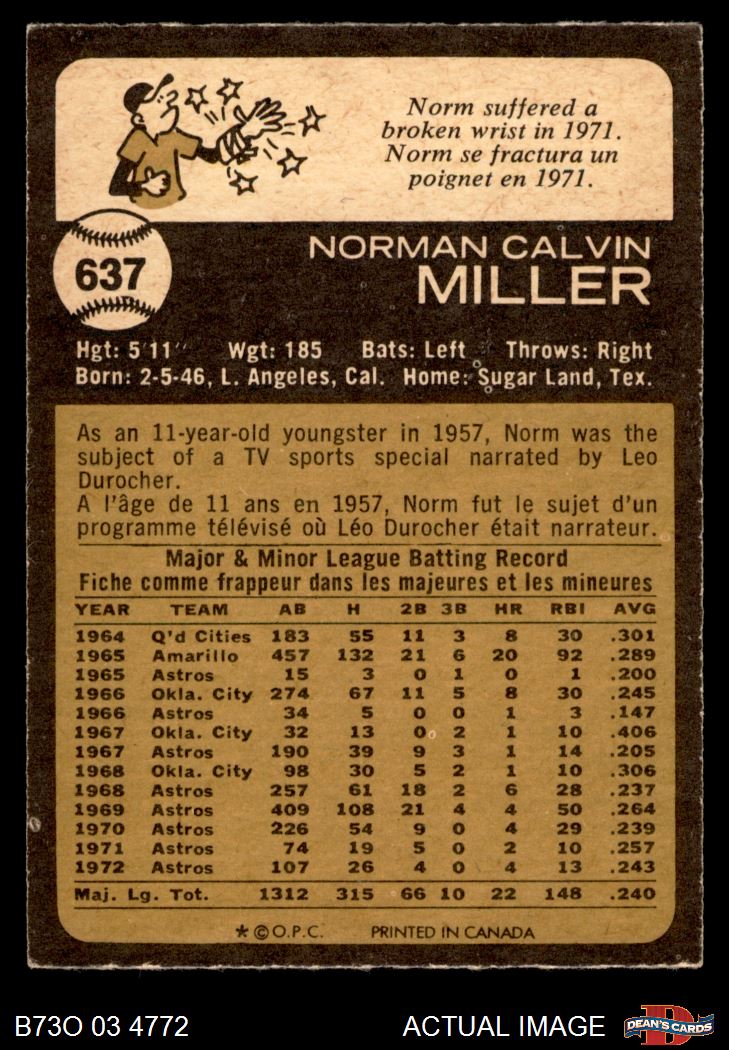 Norm suffered a
broken wrist in 1971.
Norm se fractura un
poignet en 1971.
637
NORMAN CALVIN
MILLER
Hgt: 5'11" Wgt: 185 Bats: Left Throws: Right
Born: 2-5-46, L. Angeles, Cal. Home: Sugar Land, Tex.
As an 11-year-old youngster in 1957, Norm was the
subject of a TV sports special narrated by Leo
Durocher.
A l'âge de 11 ans en 1957, Norm fut le sujet d'un
programme télévisé où Léo Durocher était narrateur.
Major & Minor League Batting Record
Fiche comme frappeur dans les majeures et les mineures
YEAR TEAM AB H 2B 3B HR RBI AVG
1964 Q'd Cities 183 55 11 3 8 30 .301
1965 Amarillo 457 132 21 6 20 92 .289
1965 Astros 15 3 0 1 0 1 .200
1966 Okla. City 274 67 11 5 8 30 .245
1966 Astros 34 5 0 0 1 3 .147
1967 Okla. City 32 13 0 2 1 10 .406
1967 Astros 190 39 9 3 1 14 .205
1968 Okla. City 98 30 5 2 1 10 .306
1968 Astros 257 61 18 2 6 28 .237
1969 Astros 409 108 21 4 4 50 .264
1970 Astros 226 54 9 0 4 29 .239
1971 Astros 74 19 5 0 2 10 .257
1972 Astros 107 26 4 0 4 13 .243
Maj. Lg. Tot. 1312 315 66 10 22 148 .240
* © O.P.C. PRINTED IN CANADA
B73O 03 4772 ACTUAL IMAGE D DEAN'S CARDS